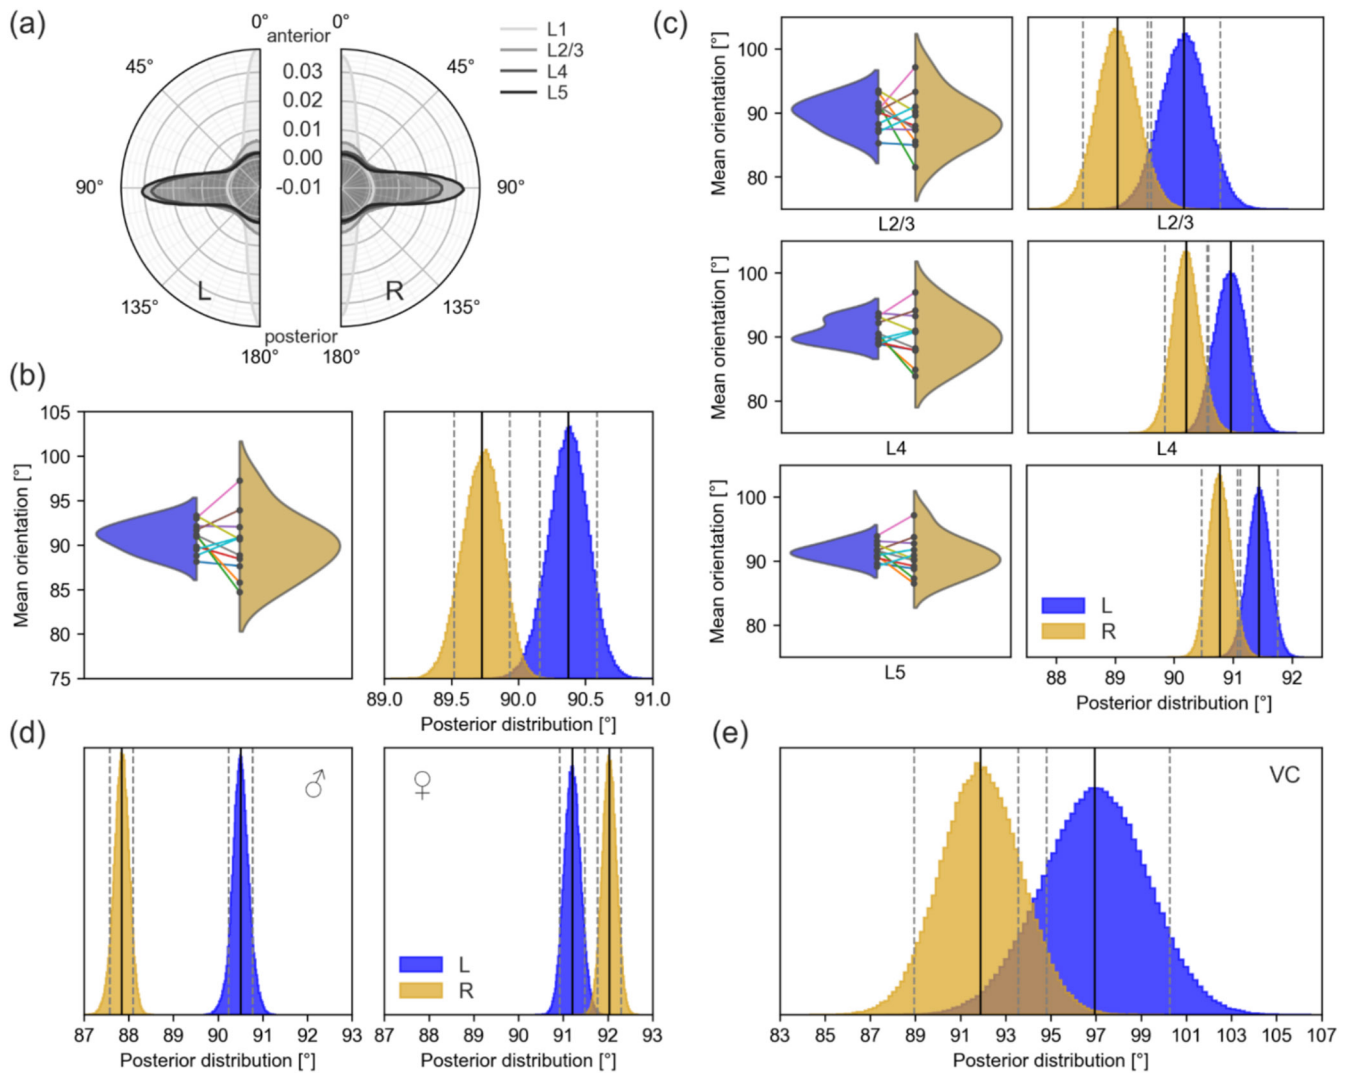 (a)
0° 0°
anterior
45° 45°
0.03
0.02
0.01
0.00
-0.01
90° 90°
135° 135°
L R
posterior
180° 180°
L1
L2/3
L4
L5
(b)
Mean orientation [°]
105
100
95
90
85
80
75
89.0 89.5 90.0 90.5 91.0
Posterior distribution [°]
(c)
Mean orientation [°]
100
90
80
L2/3 L2/3
Mean orientation [°]
100
90
80
L4 L4
Mean orientation [°]
100
90
80
L5
L
R
88 89 90 91 92
Posterior distribution [°]
(d)
♂
87 88 89 90 91 92 93
Posterior distribution [°]
♀
L
R
87 88 89 90 91 92 93
Posterior distribution [°]
(e)
VC
83 85 87 89 91 93 95 97 99 101 103 105 107
Posterior distribution [°]